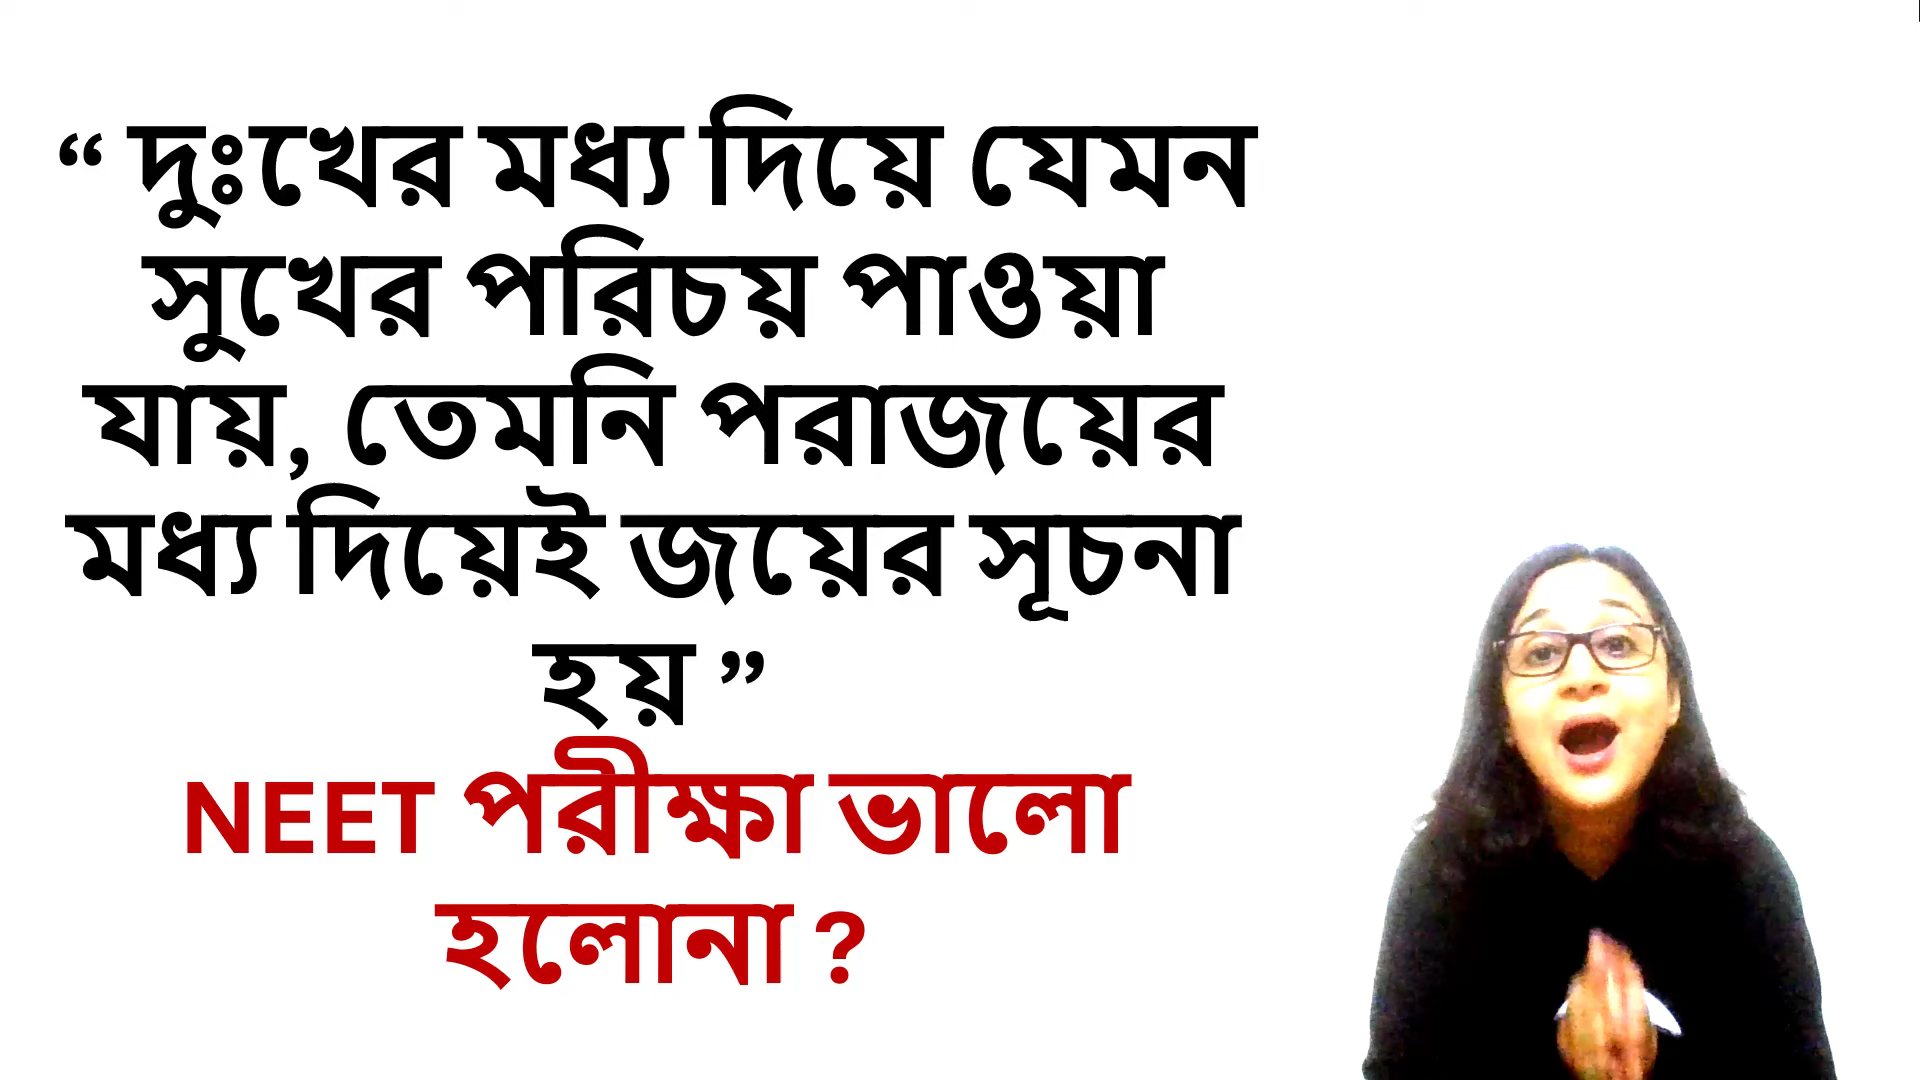 “ দুঃখের মধ্য দিয়ে যেমন
সুখের পরিচয় পাওয়া
যায়, তেমনি পরাজয়ের
মধ্য দিয়েই জয়ের সূচনা
হয় ”
NEET পরীক্ষা ভালো
হলোনা ?